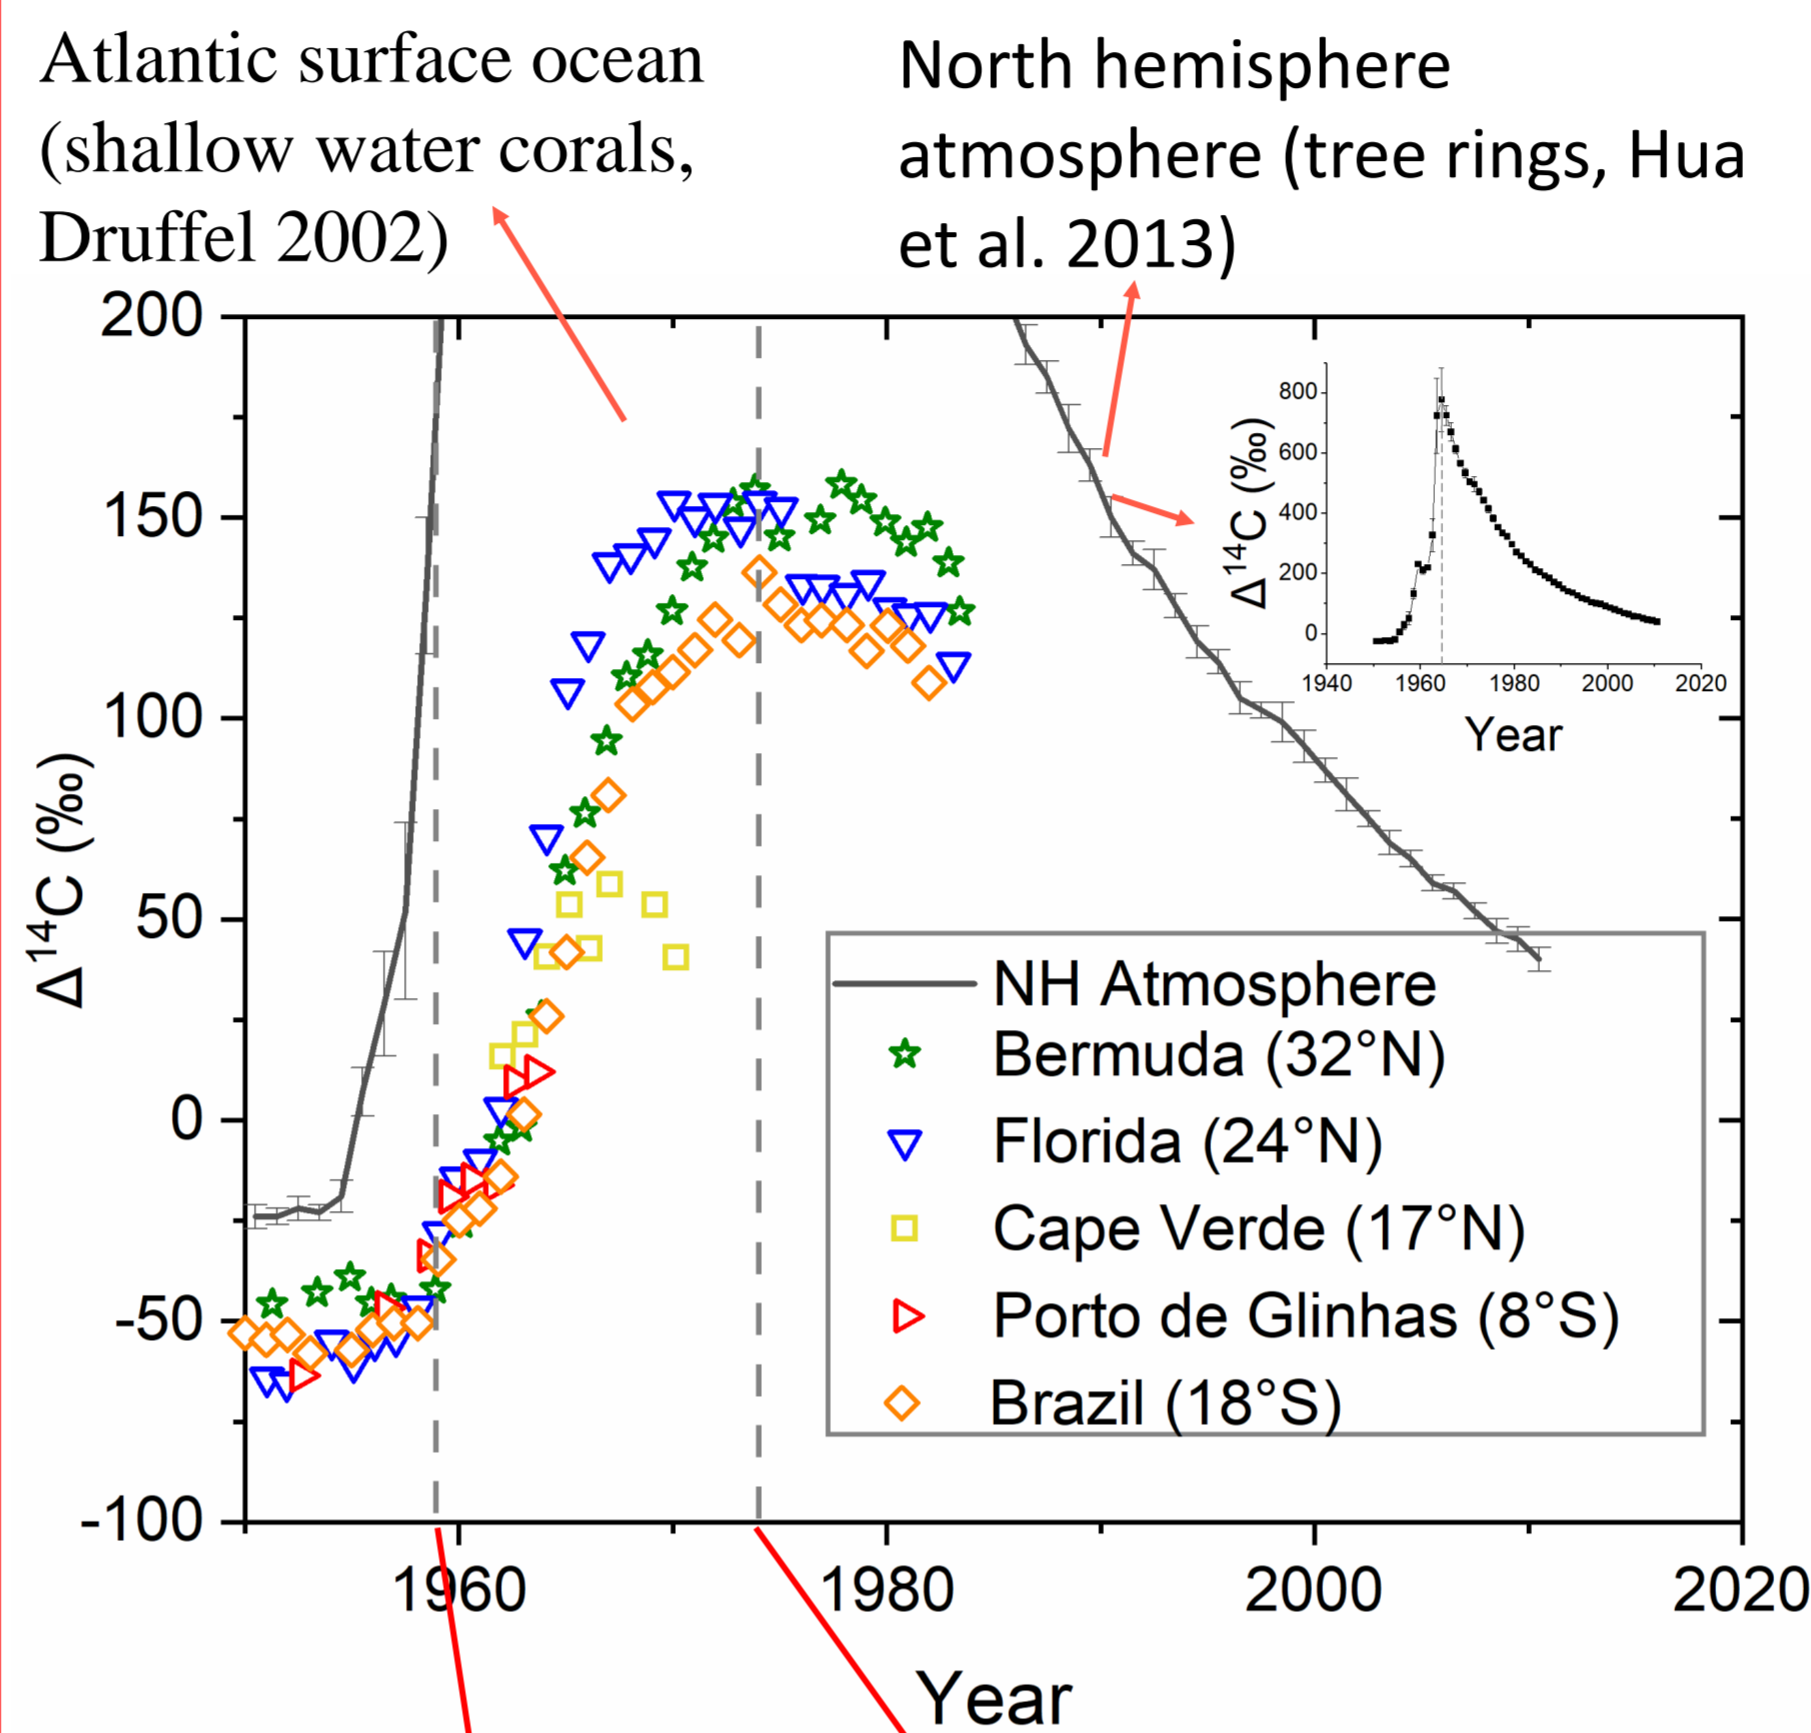 Atlantic surface ocean
(shallow water corals,
Druffel 2002)
North hemisphere
atmosphere (tree rings, Hua
et al. 2013)
200
150
100
50
0
-50
-100
Δ¹⁴C (‰)
1960
1980
2000
2020
Year
800
600
400
200
0
Δ¹⁴C (‰)
1940
1960
1980
2000
2020
Year
NH Atmosphere
Bermuda (32°N)
Florida (24°N)
Cape Verde (17°N)
Porto de Glinhas (8°S)
Brazil (18°S)